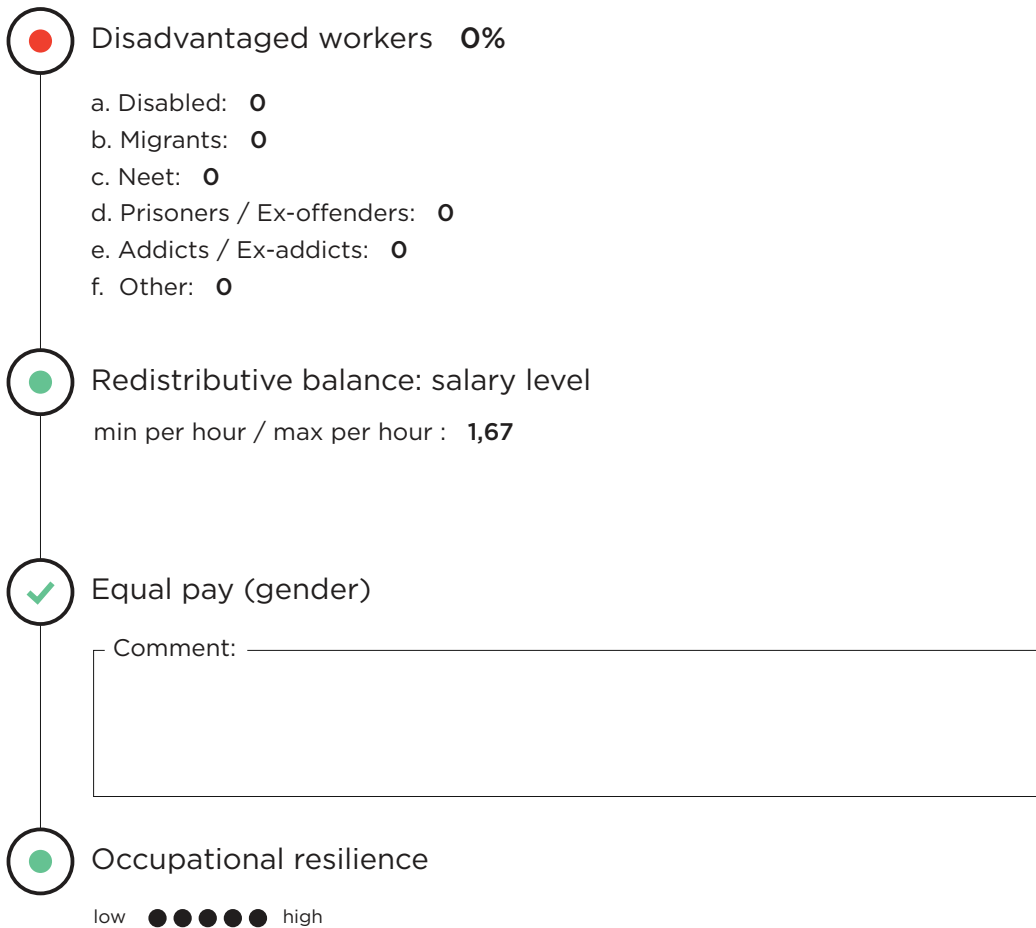 Disadvantaged workers 0%
a. Disabled: 0
b. Migrants: 0
c. Neet: 0
d. Prisoners / Ex-offenders: 0
e. Addicts / Ex-addicts: 0
f. Other: 0
Redistributive balance: salary level
min per hour / max per hour : 1,67
Equal pay (gender)
Comment:
Occupational resilience
low high